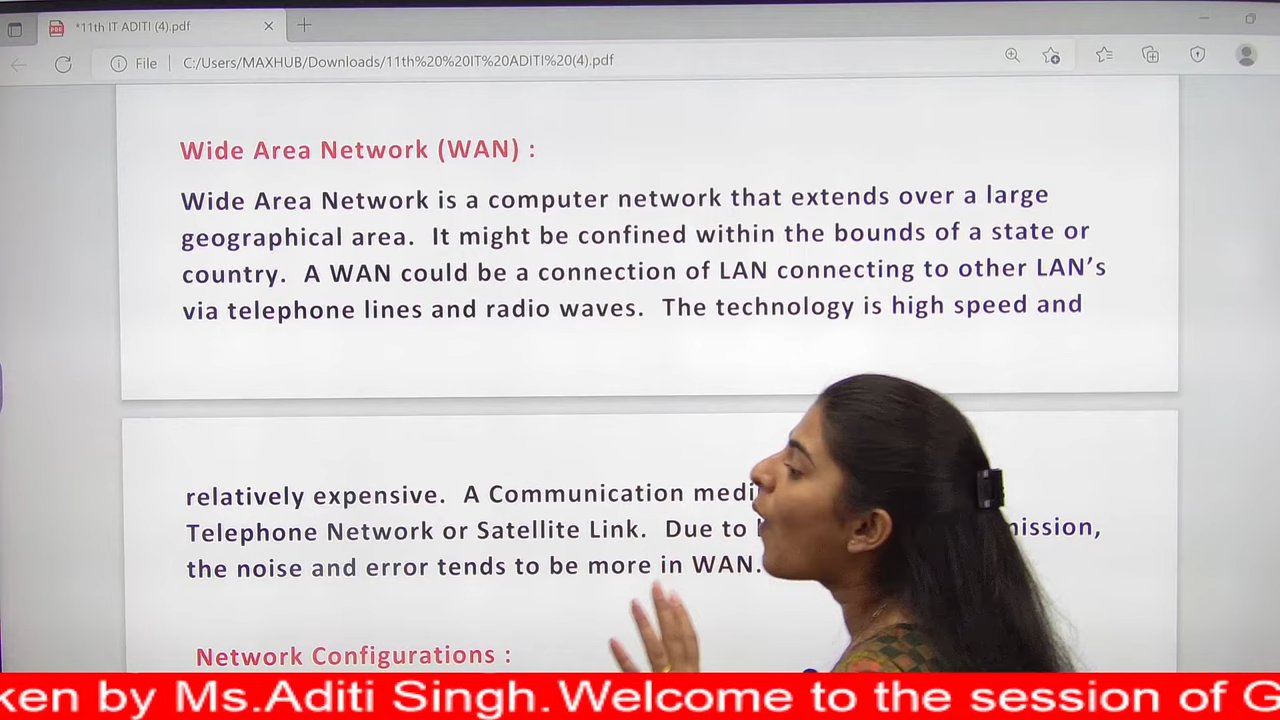 *11th IT ADITI (4).pdf
File
C:/Users/MAXHUB/Downloads/11th%20%20IT%20ADITI%20(4).pdf
Wide Area Network (WAN) :
Wide Area Network is a computer network that extends over a large
geographical area. It might be confined within the bounds of a state or
country. A WAN could be a connection of LAN connecting to other LAN's
via telephone lines and radio waves. The technology is high speed and
relatively expensive. A Communication medi
Telephone Network or Satellite Link. Due to mission,
the noise and error tends to be more in WAN.
Network Configurations :
ken by Ms.Aditi Singh.Welcome to the session of G